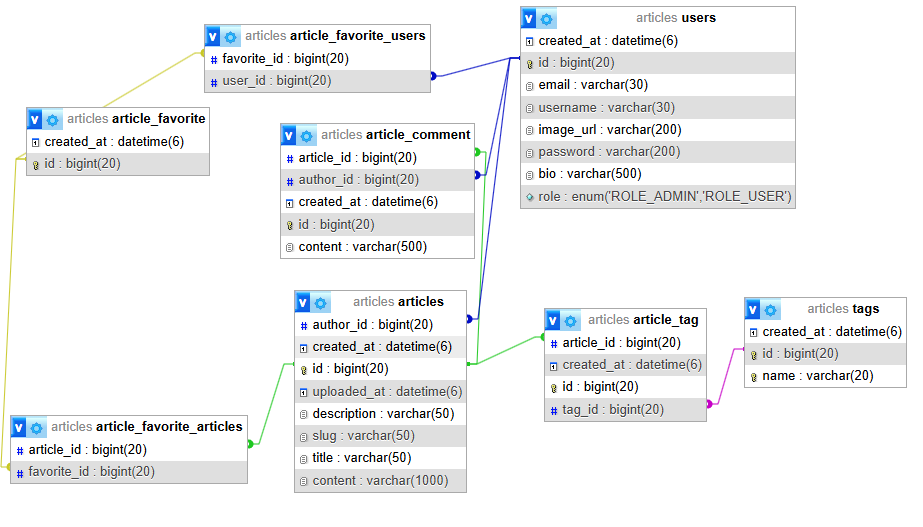 articles article_favorite_users
favorite_id : bigint(20)
user_id : bigint(20)
articles users
created_at : datetime(6)
id : bigint(20)
email : varchar(30)
username : varchar(30)
image_url : varchar(200)
password : varchar(200)
bio : varchar(500)
role : enum('ROLE_ADMIN','ROLE_USER')
articles article_favorite
created_at : datetime(6)
id : bigint(20)
articles article_comment
article_id : bigint(20)
author_id : bigint(20)
created_at : datetime(6)
id : bigint(20)
content : varchar(500)
articles articles
author_id : bigint(20)
created_at : datetime(6)
id : bigint(20)
uploaded_at : datetime(6)
description : varchar(50)
slug : varchar(50)
title : varchar(50)
content : varchar(1000)
articles article_tag
article_id : bigint(20)
created_at : datetime(6)
id : bigint(20)
tag_id : bigint(20)
articles tags
created_at : datetime(6)
id : bigint(20)
name : varchar(20)
articles article_favorite_articles
article_id : bigint(20)
favorite_id : bigint(20)